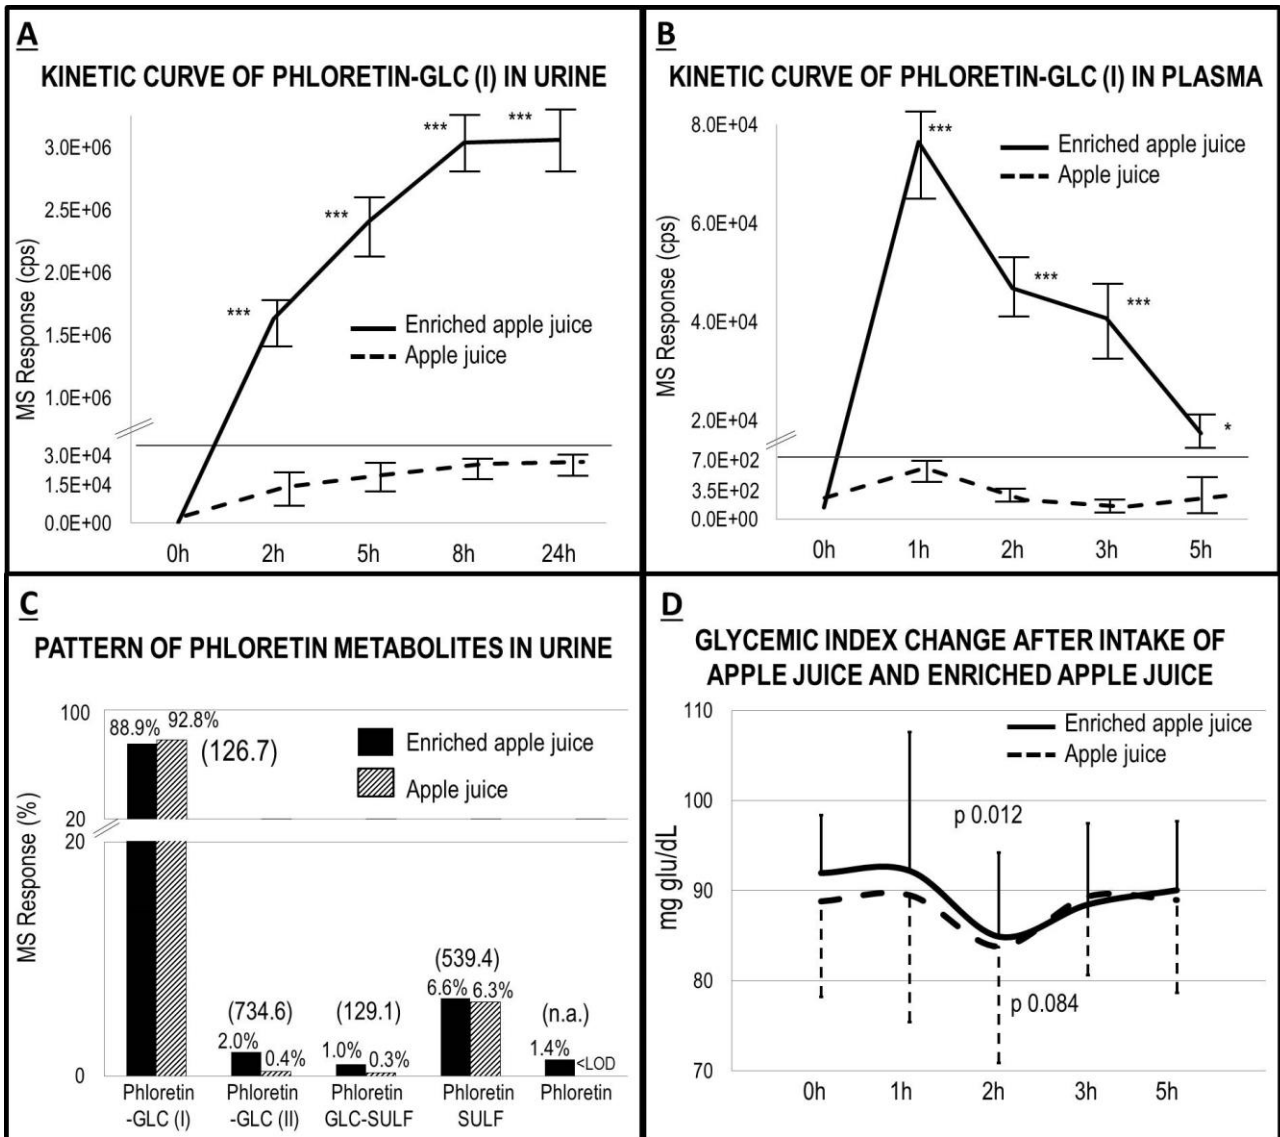 A
KINETIC CURVE OF PHLORETIN-GLC (I) IN URINE
MS Response (cps)
3.0E+06
2.5E+06
2.0E+06
1.5E+06
1.0E+06
3.0E+04
1.5E+04
0.0E+00
***
***
***
***
Enriched apple juice
Apple juice
0h 2h 5h 8h 24h
B
KINETIC CURVE OF PHLORETIN-GLC (I) IN PLASMA
MS Response (cps)
8.0E+04
6.0E+04
4.0E+04
2.0E+04
7.0E+02
3.5E+02
0.0E+00
***
***
***
*
Enriched apple juice
Apple juice
0h 1h 2h 3h 5h
C
PATTERN OF PHLORETIN METABOLITES IN URINE
MS Response (%)
100
20
20
0
88.9% 92.8%
(126.7)
Enriched apple juice
Apple juice
(734.6)
2.0% 0.4%
(129.1)
1.0% 0.3%
(539.4)
6.6% 6.3%
(n.a.)
1.4% <LOD
Phloretin Phloretin Phloretin Phloretin Phloretin
-GLC (I) -GLC (II) GLC-SULF SULF
D
GLYCEMIC INDEX CHANGE AFTER INTAKE OF
APPLE JUICE AND ENRICHED APPLE JUICE
mg glu/dL
110
100
90
80
70
Enriched apple juice
Apple juice
p 0.012
p 0.084
0h 1h 2h 3h 5h